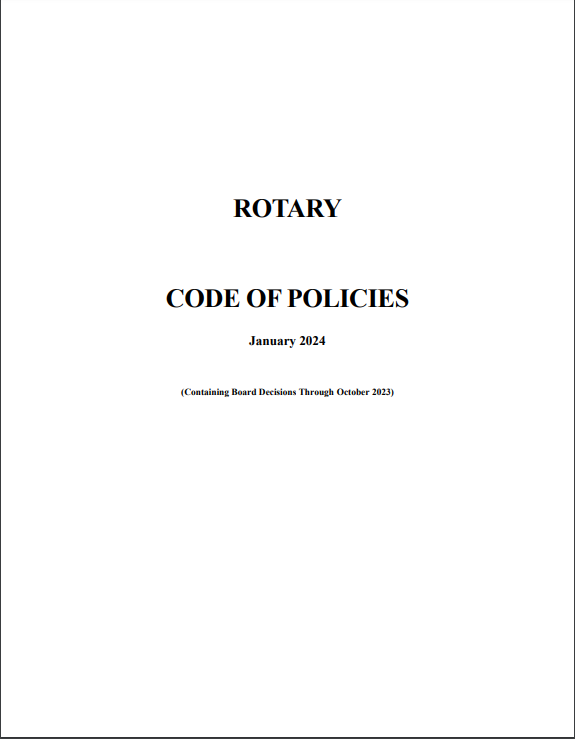 ROTARY
CODE OF POLICIES
January 2024
(Containing Board Decisions Through October 2023)